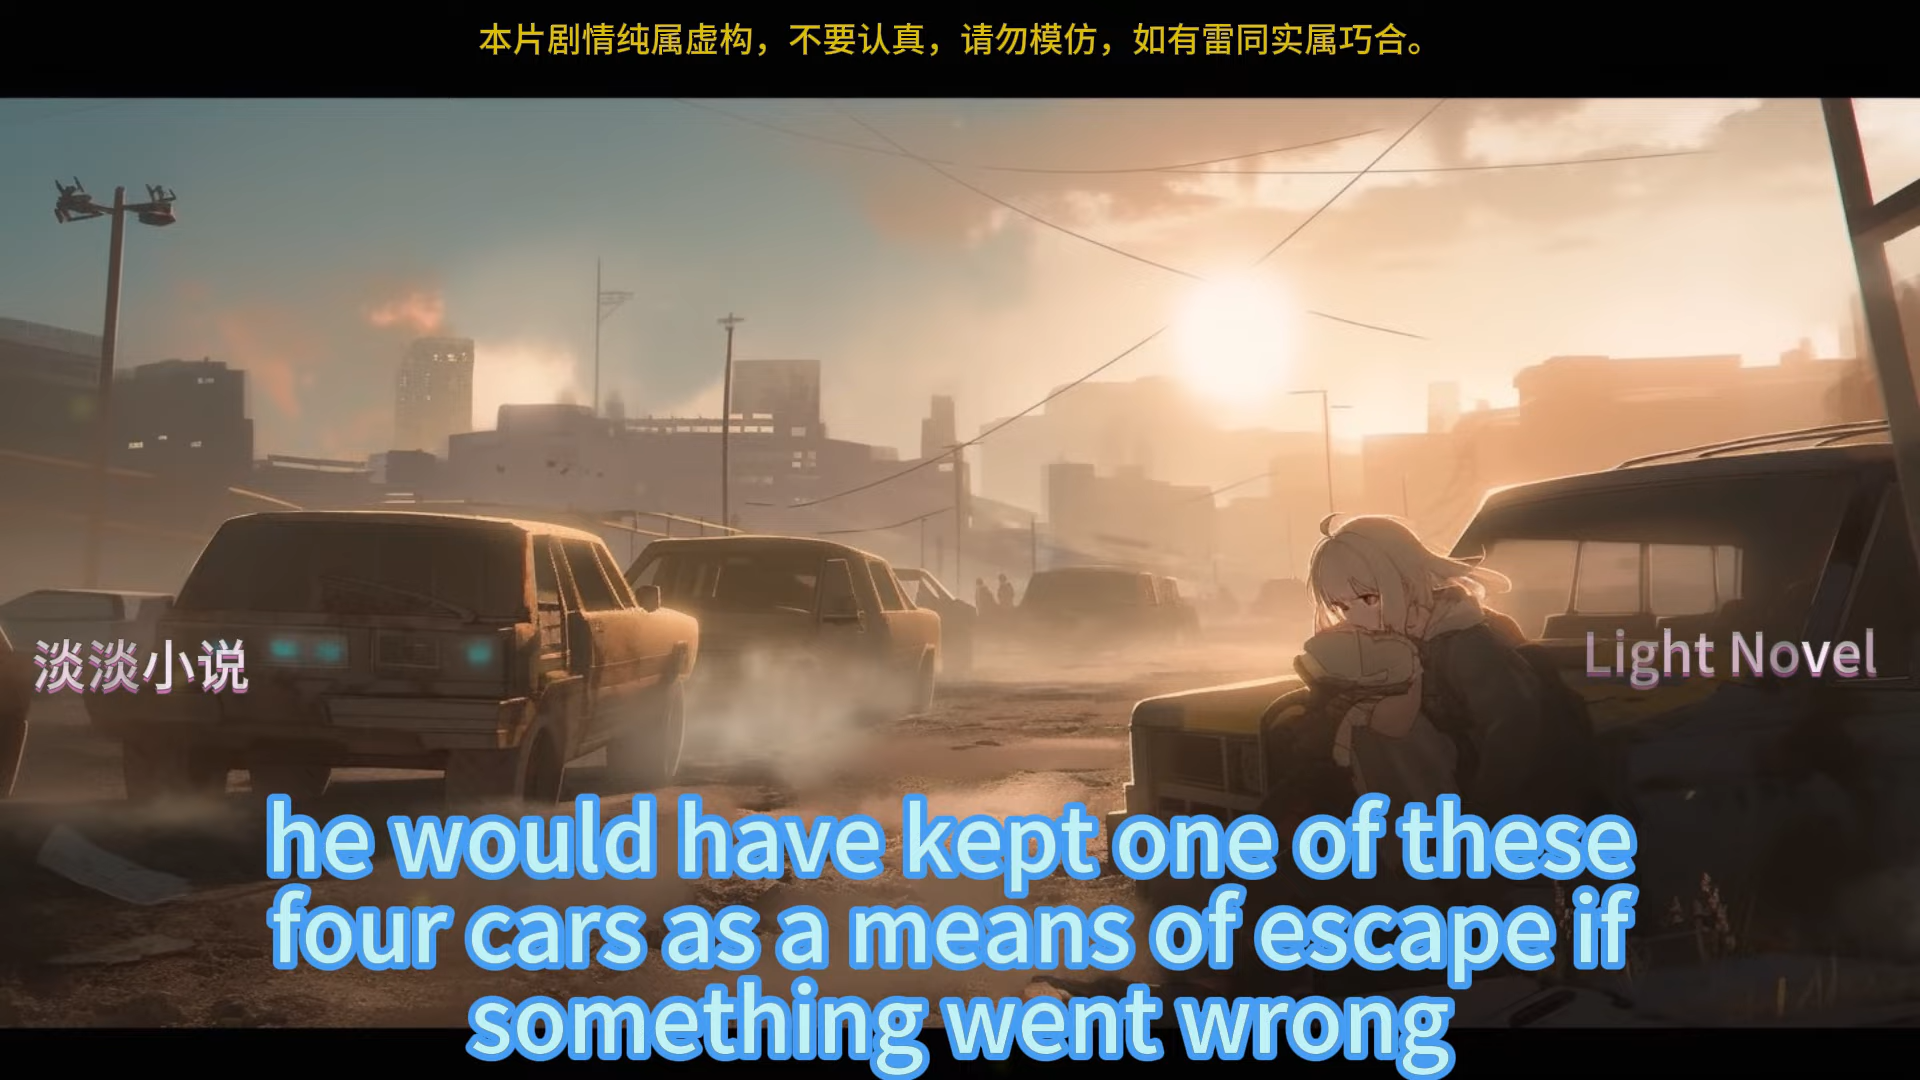 本片剧情纯属虚构，不要认真，请勿模仿，如有雷同实属巧合。
淡淡小说
Light Novel
he would have kept one of these
four cars as a means of escape if
something went wrong